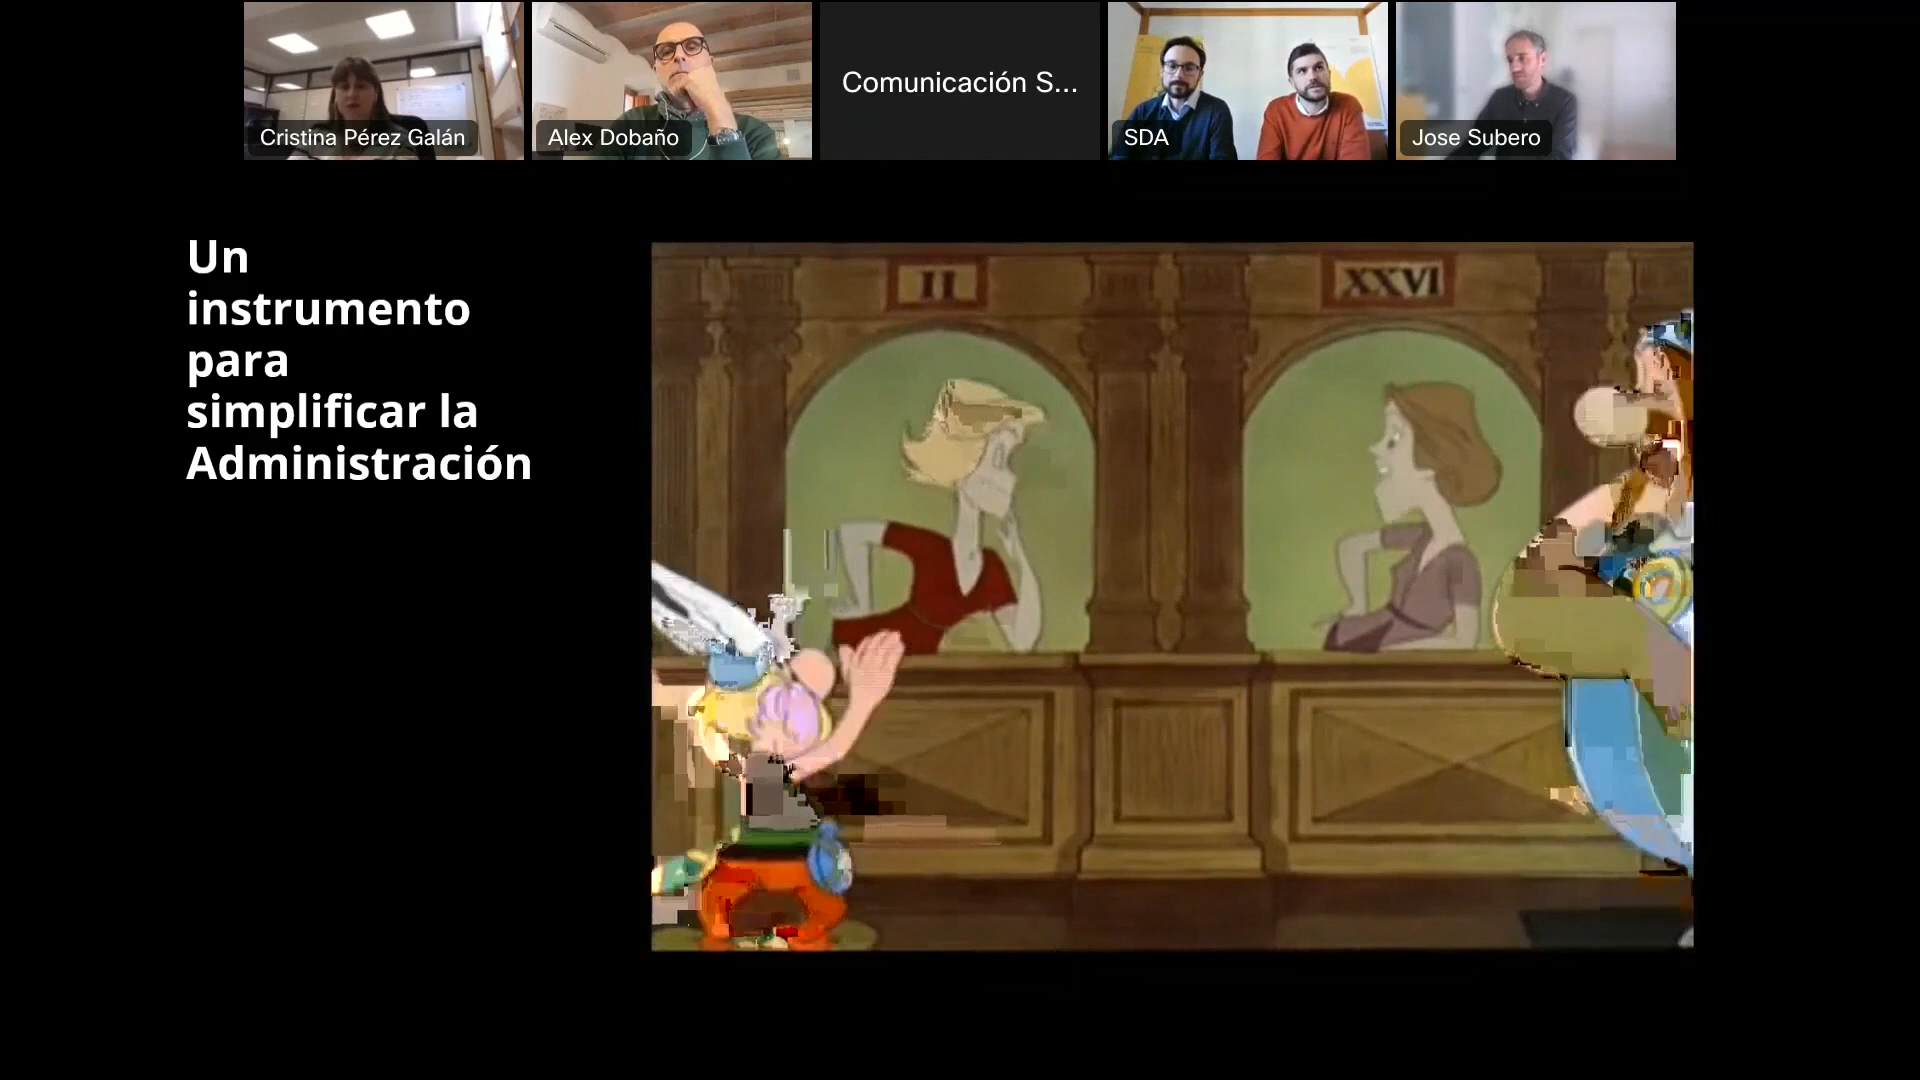 Cristina Pérez Galán
Alex Dobaño
Comunicación S...
SDA
Jose Subero
Un
instrumento
para
simplificar la
Administración
II
XXVI